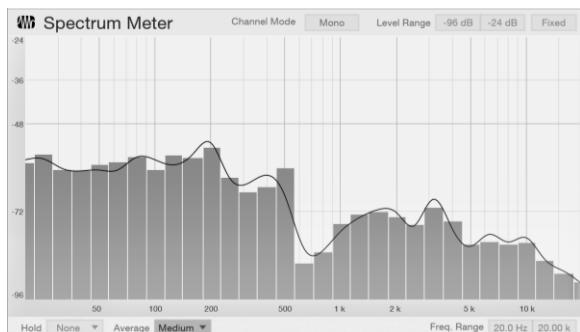 Spectrum Meter Channel Mode Mono Level Range -96 dB -24 dB Fixed
-24
-36
-48
-72
-96
50 100 200 500 1 k 2 k 5 k 10 k
Hold None Average Medium Freq. Range 20.0 Hz 20.00 k